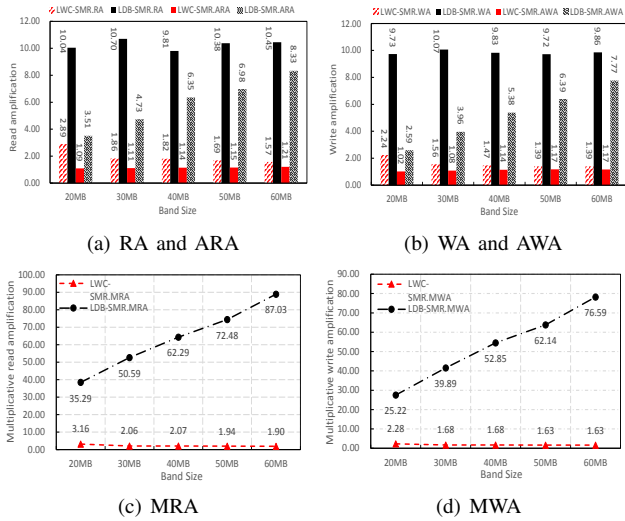 LWC-SMR.RA LDB-SMR.RA LWC-SMR.ARA LDB-SMR.ARA
Read amplification
12.00
10.00
8.00
6.00
4.00
2.00
0.00
2.89 10.04 1.09 3.51
1.86 10.70 1.11 4.73
1.82 9.81 1.14 6.35
1.69 10.38 1.15 6.98
1.57 10.45 1.21 8.33
20MB 30MB 40MB 50MB 60MB
Band Size
(a) RA and ARA
LWC-SMR.WA LDB-SMR.WA LWC-SMR.AWA LDB-SMR.AWA
Write amplification
12.00
10.00
8.00
6.00
4.00
2.00
0.00
2.24 9.73 1.02 2.59
1.56 10.07 1.08 3.96
1.47 9.83 1.14 5.38
1.39 9.72 1.17 6.39
1.39 9.86 1.17 7.77
20MB 30MB 40MB 50MB 60MB
Band Size
(b) WA and AWA
Multiplicative read amplification
100.00
90.00
80.00
70.00
60.00
50.00
40.00
30.00
20.00
10.00
0.00
LWC-
SMR.MRA
LDB-SMR.MRA
35.29 50.59 62.29 72.48 87.03
3.16 2.06 2.07 1.94 1.90
20MB 30MB 40MB 50MB 60MB
Band Size
(c) MRA
Multiplicative write amplification
90.00
80.00
70.00
60.00
50.00
40.00
30.00
20.00
10.00
0.00
LWC-
SMR.MWA
LDB-SMR.MWA
25.22 39.89 52.85 62.14 76.59
2.28 1.68 1.68 1.63 1.63
20MB 30MB 40MB 50MB 60MB
Band Size
(d) MWA